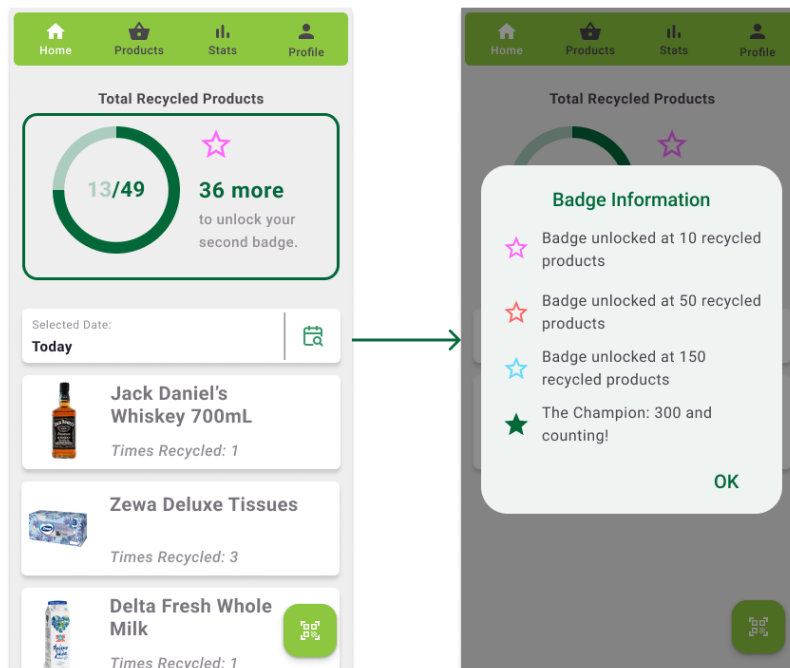 Home
Products
Stats
Profile
Total Recycled Products
13/49
36 more
to unlock your
second badge.
Selected Date:
Today
Jack Daniel's
Whiskey 700mL
Times Recycled: 1
Zewa Deluxe Tissues
Times Recycled: 3
Delta Fresh Whole
Milk
Times Recycled: 1
Home
Products
Stats
Profile
Total Recycled Products
Badge Information
Badge unlocked at 10 recycled
products
Badge unlocked at 50 recycled
products
Badge unlocked at 150
recycled products
The Champion: 300 and
counting!
OK